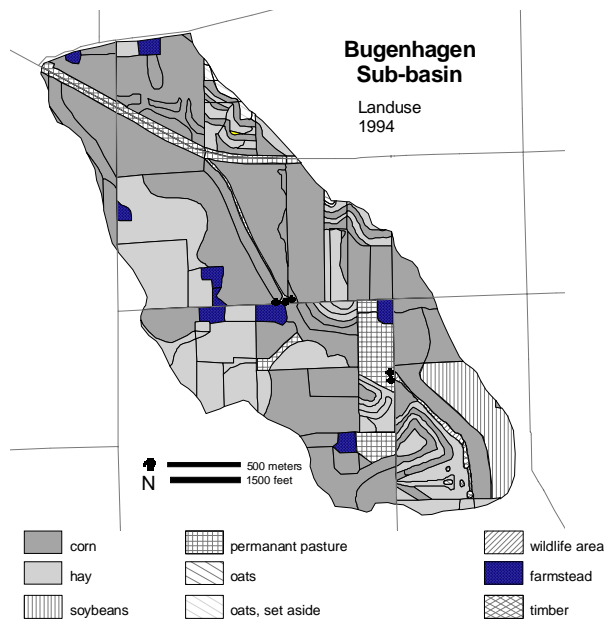 Bugenhagen
Sub-basin
Landuse
1994
500 meters
1500 feet
N
corn
hay
soybeans
permanant pasture
oats
oats, set aside
wildlife area
farmstead
timber